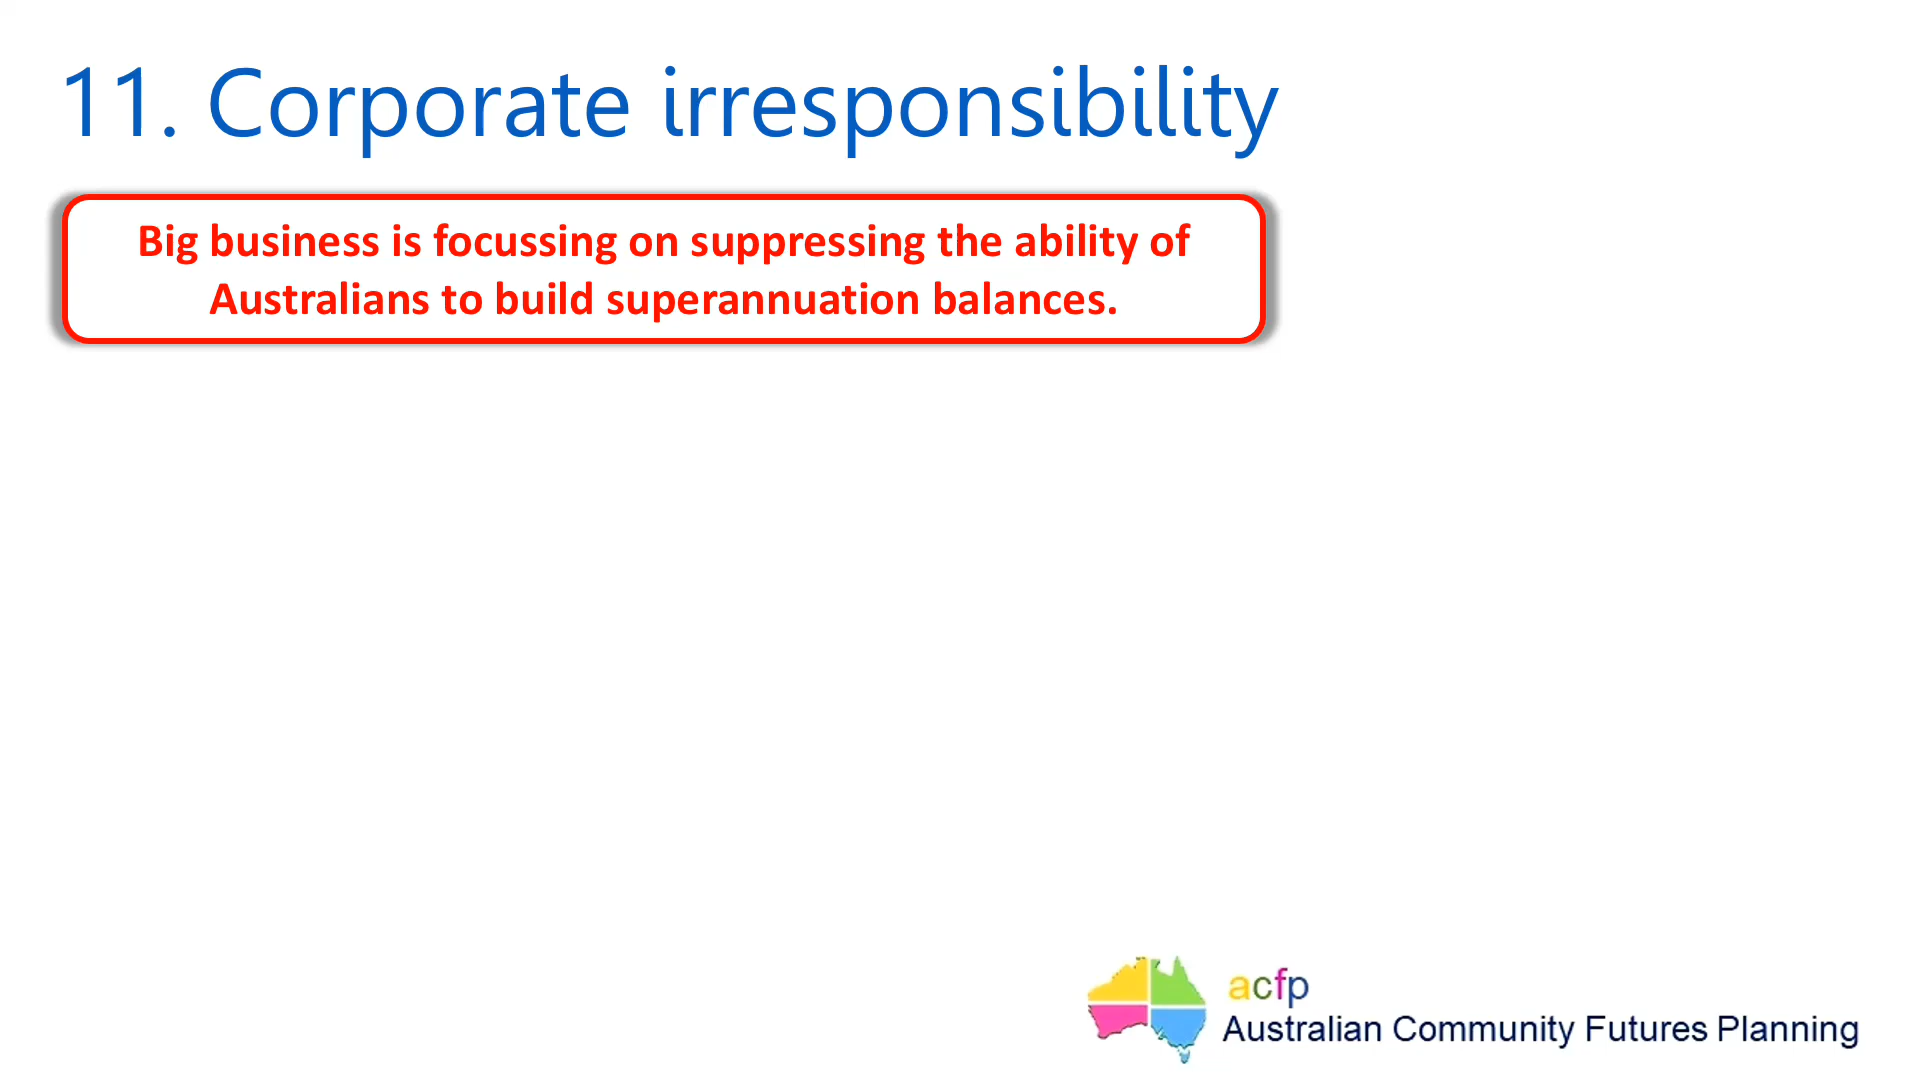 11. Corporate irresponsibility
Big business is focussing on suppressing the ability of
Australians to build superannuation balances.
acfp
Australian Community Futures Planning